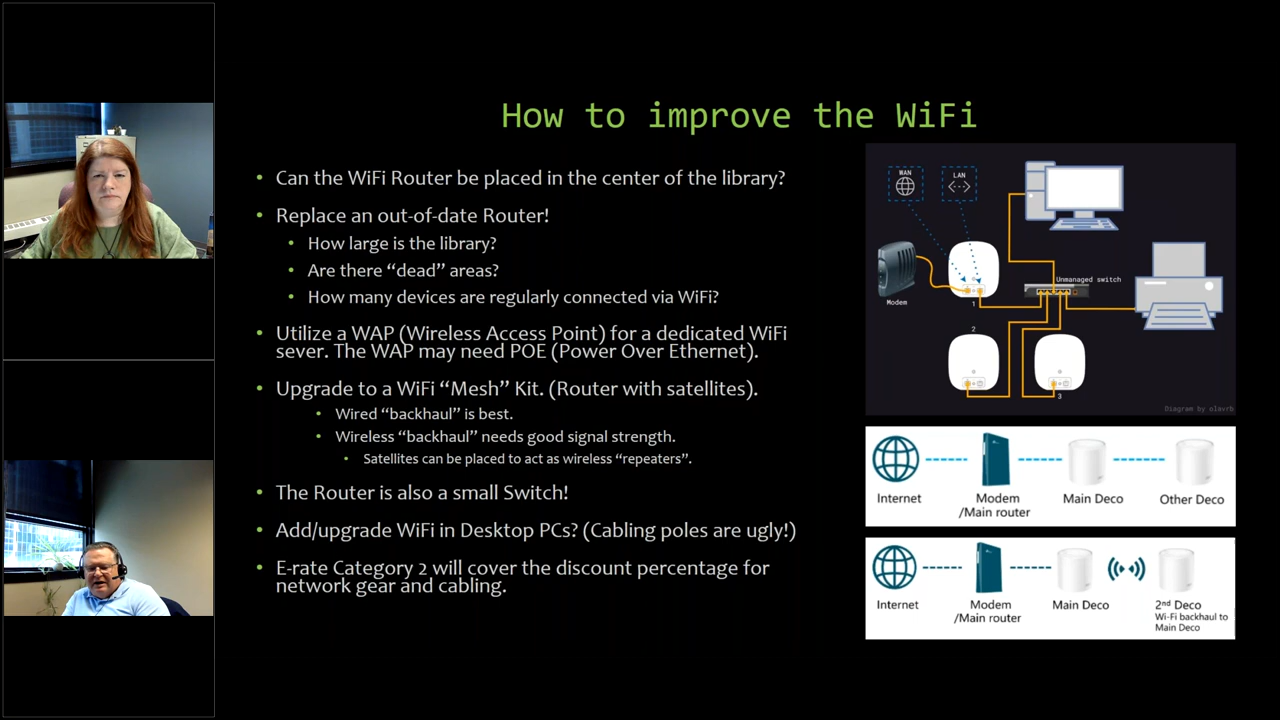 How to improve the WiFi
• Can the WiFi Router be placed in the center of the library?
• Replace an out-of-date Router!
• How large is the library?
• Are there “dead” areas?
• How many devices are regularly connected via WiFi?
• Utilize a WAP (Wireless Access Point) for a dedicated WiFi
sever. The WAP may need POE (Power Over Ethernet).
• Upgrade to a WiFi “Mesh” Kit. (Router with satellites).
• Wired “backhaul” is best.
• Wireless “backhaul” needs good signal strength.
• Satellites can be placed to act as wireless “repeaters”.
• The Router is also a small Switch!
• Add/upgrade WiFi in Desktop PCs? (Cabling poles are ugly!)
• E-rate Category 2 will cover the discount percentage for
network gear and cabling.
WAN
LAN
Modem
1
Unmanaged switch
2
3
Diagram by olavrb
Internet
Modem
/Main router
Main Deco
Other Deco
Internet
Modem
/Main router
Main Deco
2nd Deco
Wi-Fi backhaul to
Main Deco